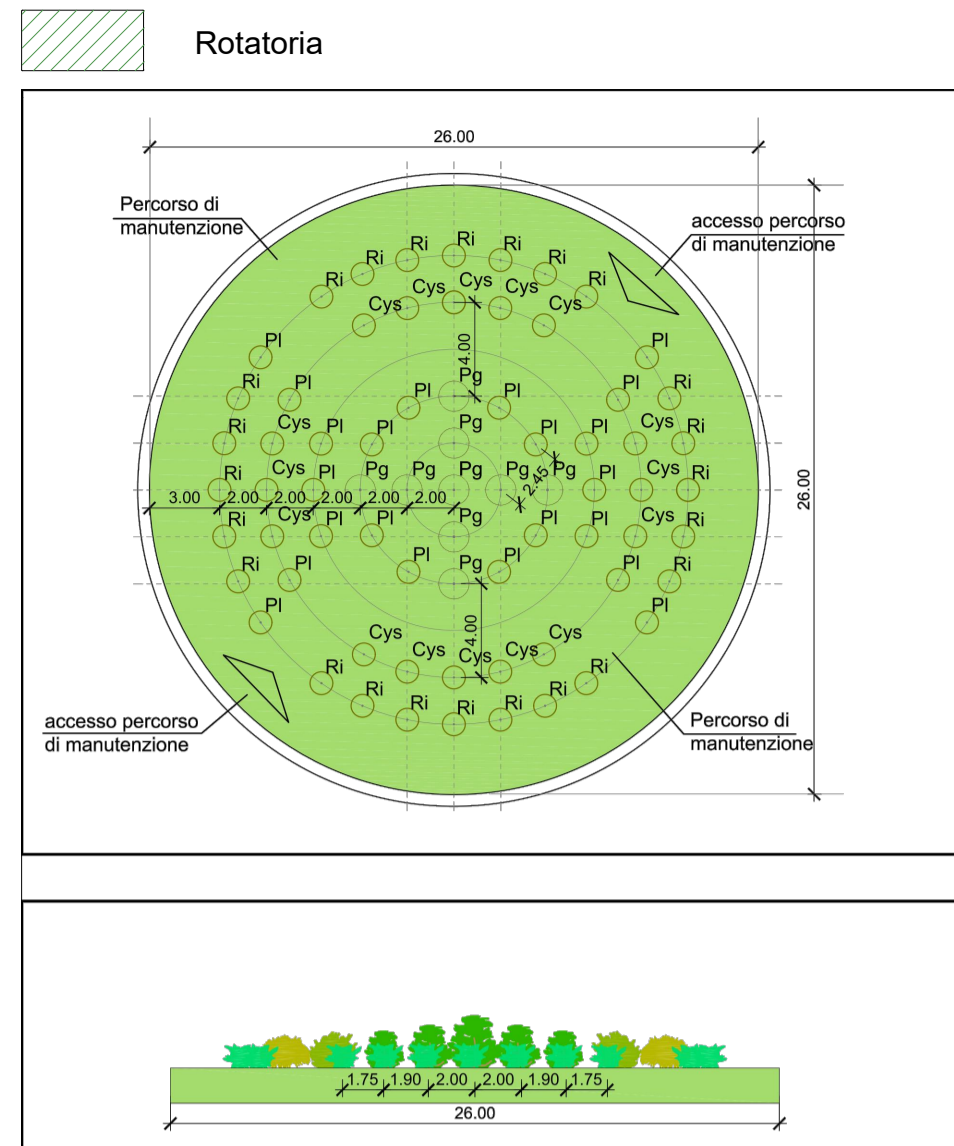 Rotatoria
26.00
Percorso di
manutenzione
accesso percorso
di manutenzione
Ri Ri Ri Ri Ri
Ri Ri
Cys Cys Cys
Cys Cys
4.00
Pl Pl
Ri Pl Pg Pl Ri
Pl Pl
Ri Cys Pl Pl Pg Pl Pl Cys Ri
Ri Cys Pl Pg Pg Pg Pg Pg Pl Cys Ri
3.00 2.00 2.00 2.00 2.00 2.00 2.45
26.00
Ri Cys Pl Pl Pg Pl Pl Cys Ri
Ri Pl Pl Pg Pl Pl Ri
Pl Pl
4.00
Cys Cys Cys Cys Cys
Ri Ri
Ri Ri Ri Ri Ri
accesso percorso
di manutenzione
Percorso di
manutenzione
1.75 1.90 2.00 2.00 1.90 1.75
26.00